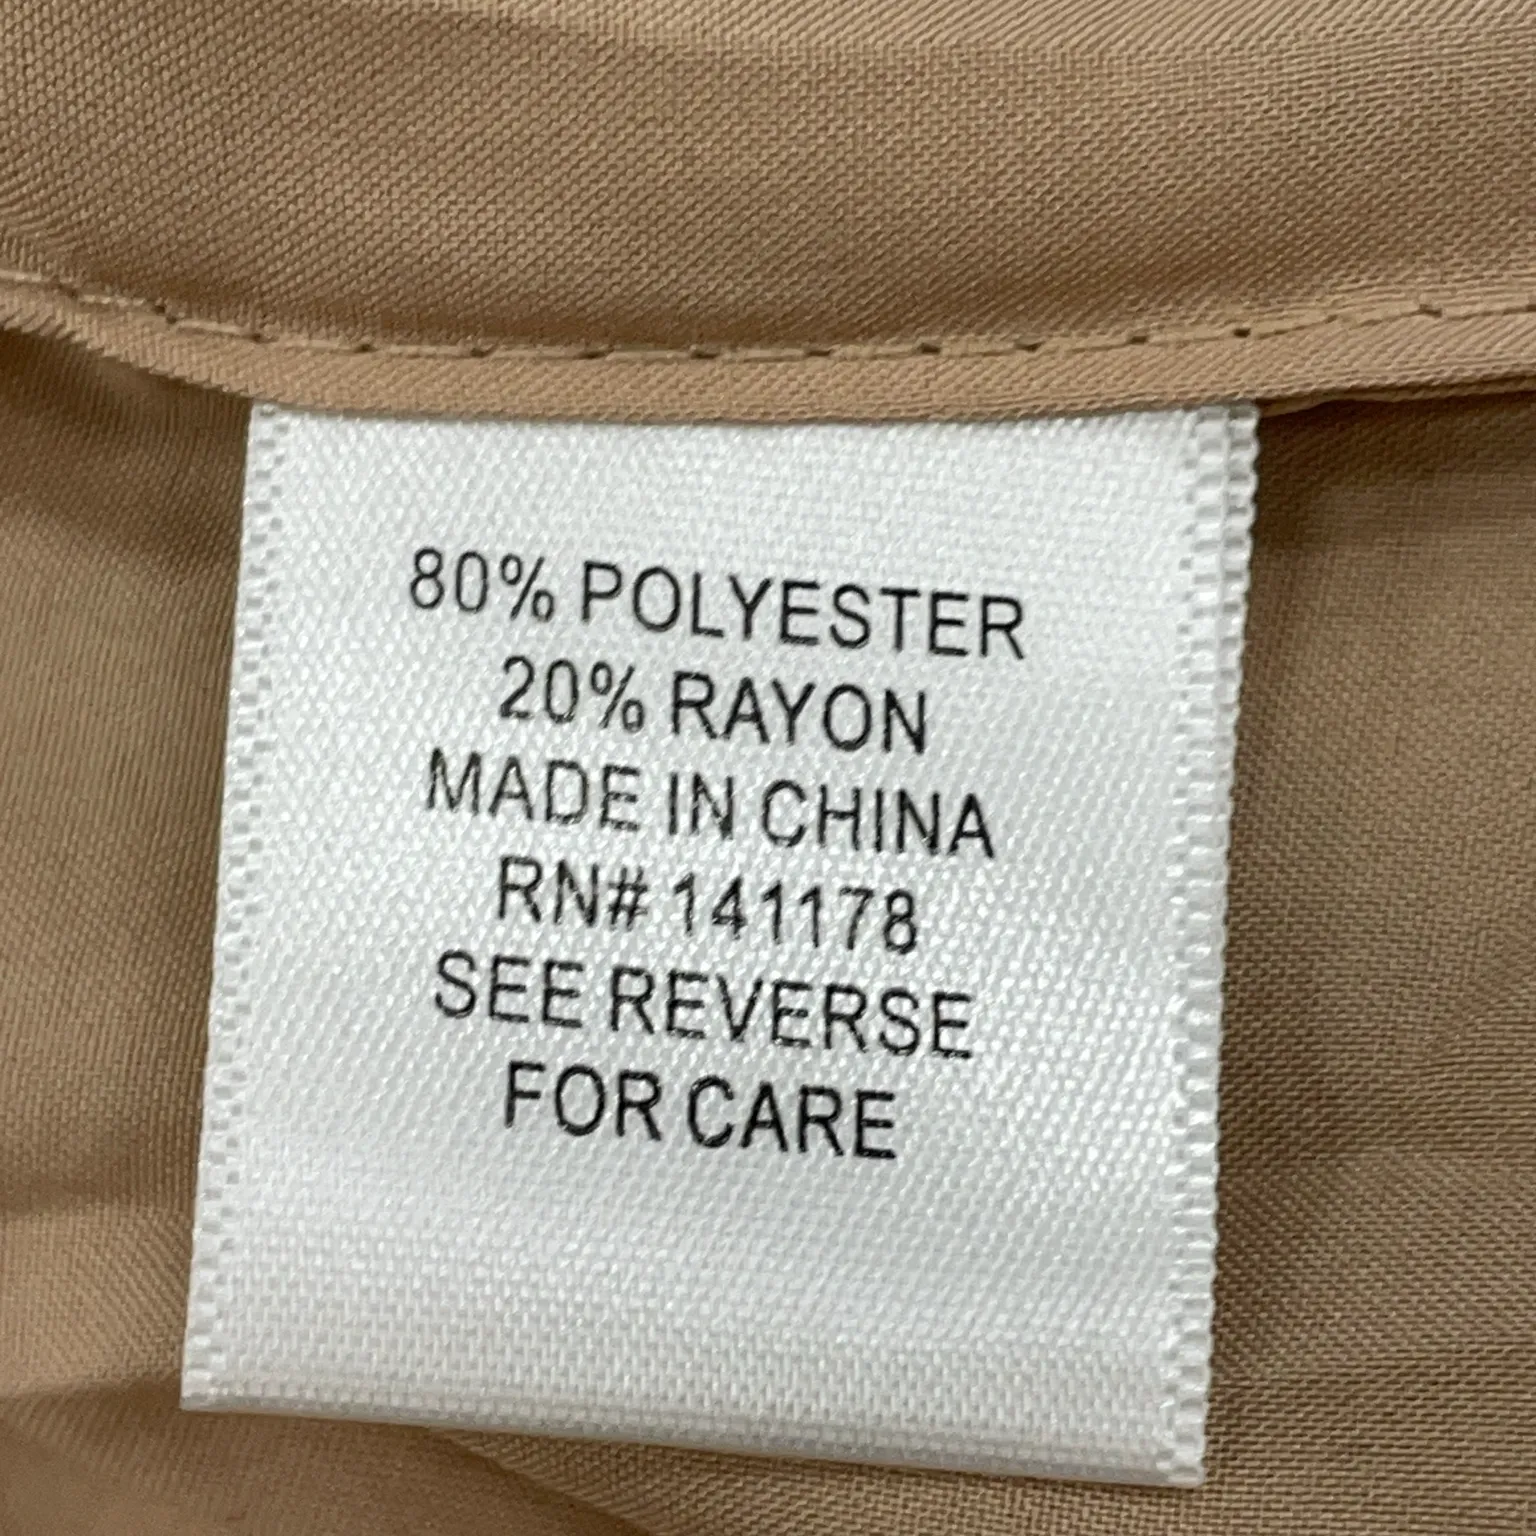 80% POLYESTER
20% RAYON
MADE IN CHINA
RN# 141178
SEE REVERSE
FOR CARE